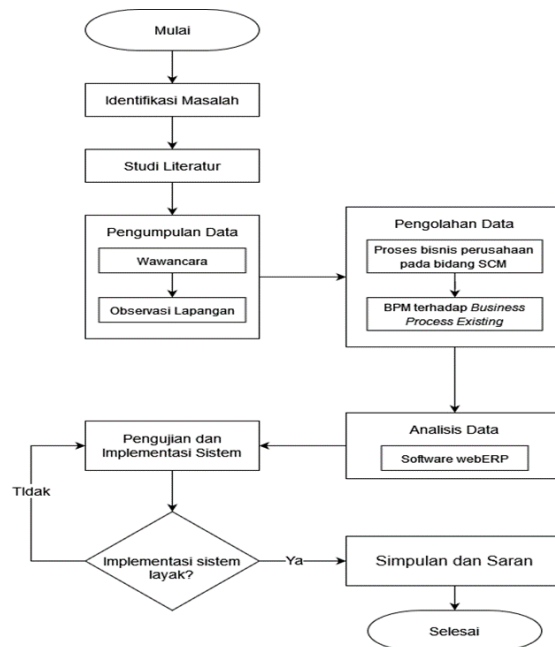 Mulai
Identifikasi Masalah
Studi Literatur
Pengumpulan Data
Wawancara
Observasi Lapangan
Pengolahan Data
Proses bisnis perusahaan
pada bidang SCM
BPM terhadap Business
Process Existing
Analisis Data
Software webERP
Pengujian dan
Implementasi Sistem
TIdak
Implementasi sistem
layak?
Ya
Simpulan dan Saran
Selesai